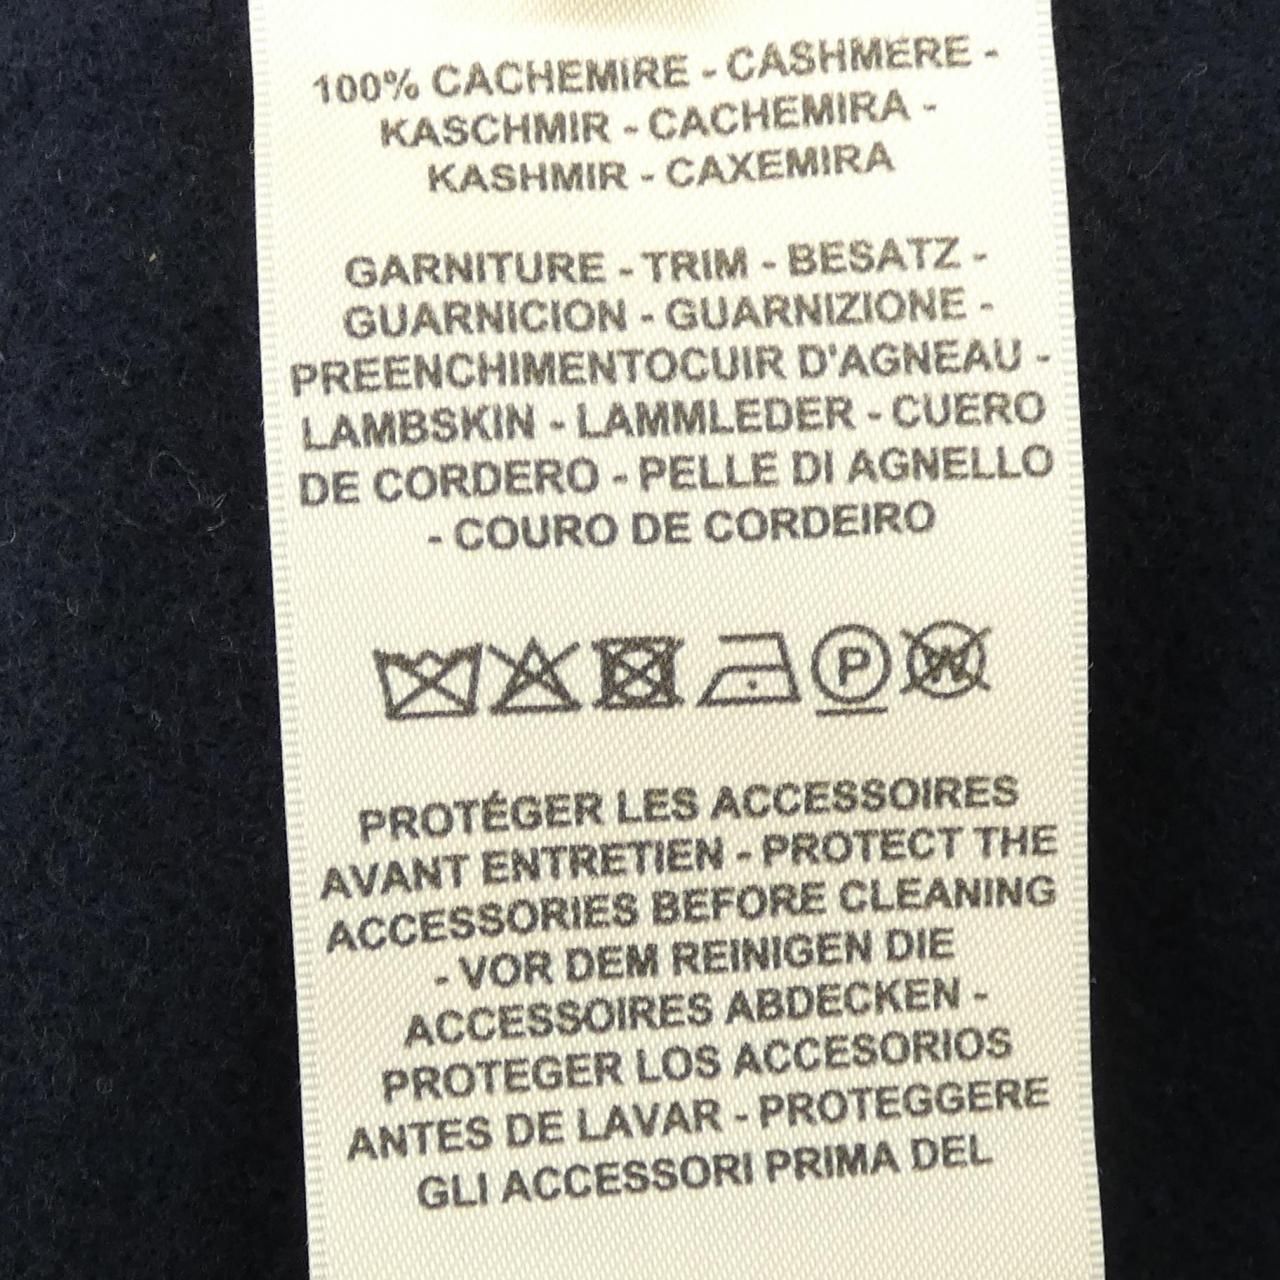 100% CACHEMIRE - CASHMERE -
KASCHMIR - CACHEMIRA -
KASHMIR - CAXEMIRA
GARNITURE - TRIM - BESATZ -
GUARNICION - GUARNIZIONE -
PREENCHIMENTOCUIR D'AGNEAU -
LAMBSKIN - LAMMLEDER - CUERO
DE CORDERO - PELLE DI AGNELLO
- COURO DE CORDEIRO
P W
PROTÉGER LES ACCESSOIRES
AVANT ENTRETIEN - PROTECT THE
ACCESSORIES BEFORE CLEANING
- VOR DEM REINIGEN DIE
ACCESSOIRES ABDECKEN -
PROTEGER LOS ACCESORIOS
ANTES DE LAVAR - PROTEGGERE
GLI ACCESSORI PRIMA DEL